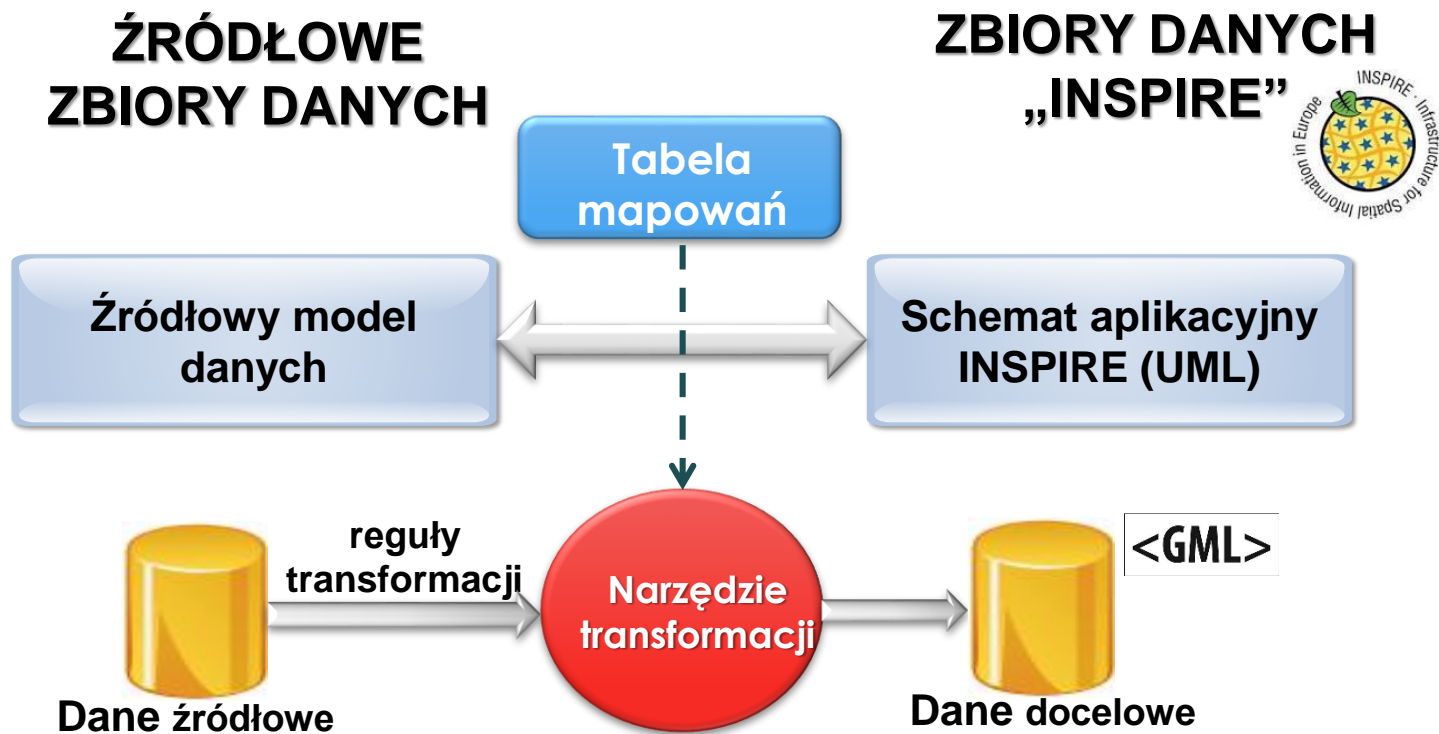 ŹRÓDŁOWE
ZBIORY DANYCH
ZBIORY DANYCH
„INSPIRE”
INSPIRE · Infrastructure for Spatial Information in Europe
Tabela
mapowań
Źródłowy model
danych
Schemat aplikacyjny
INSPIRE (UML)
reguły
transformacji
Narzędzie
transformacji
<GML>
Dane źródłowe
Dane docelowe